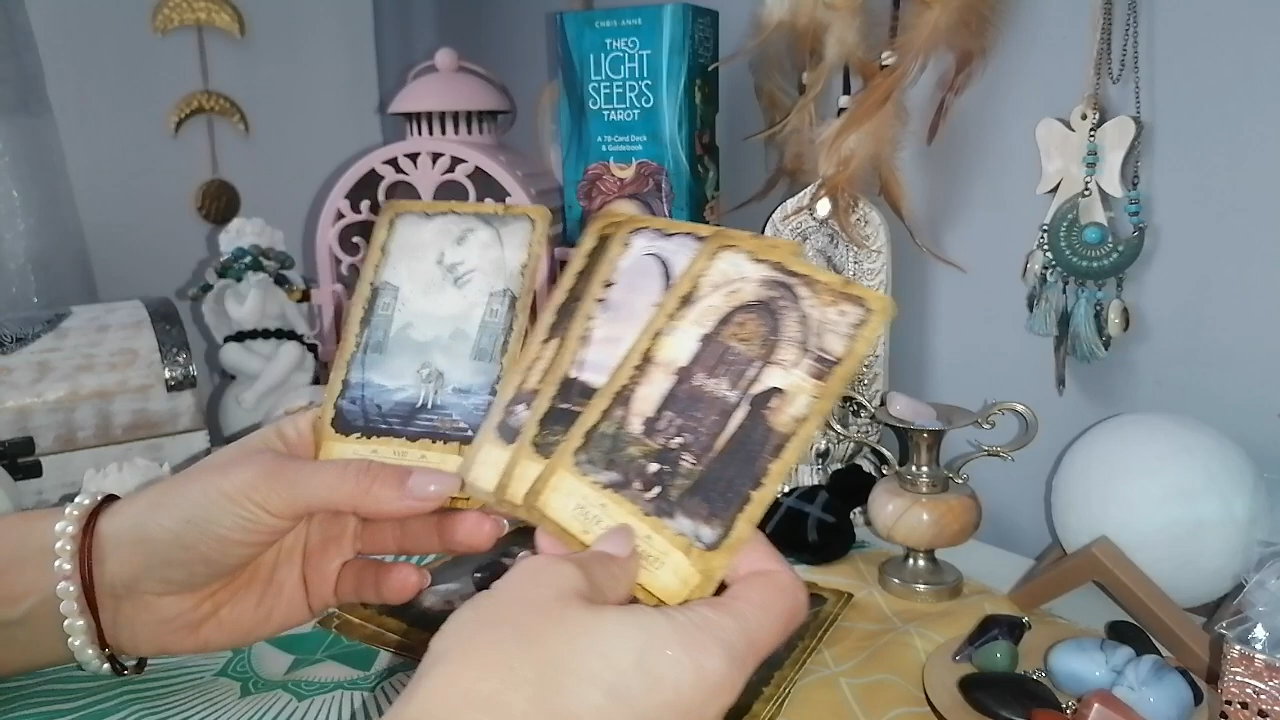 CHRIS-ANNE
THE
LIGHT
SEER'S
TAROT
A 78-Card Deck
& Guidebook